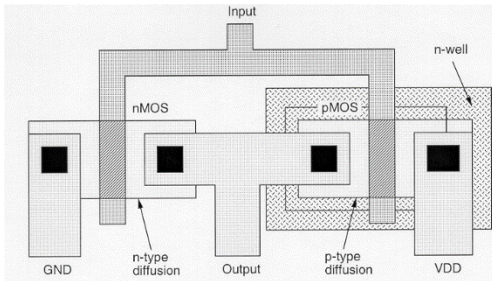 Input
n-well
nMOS
pMOS
n-type
diffusion
p-type
diffusion
GND
Output
VDD